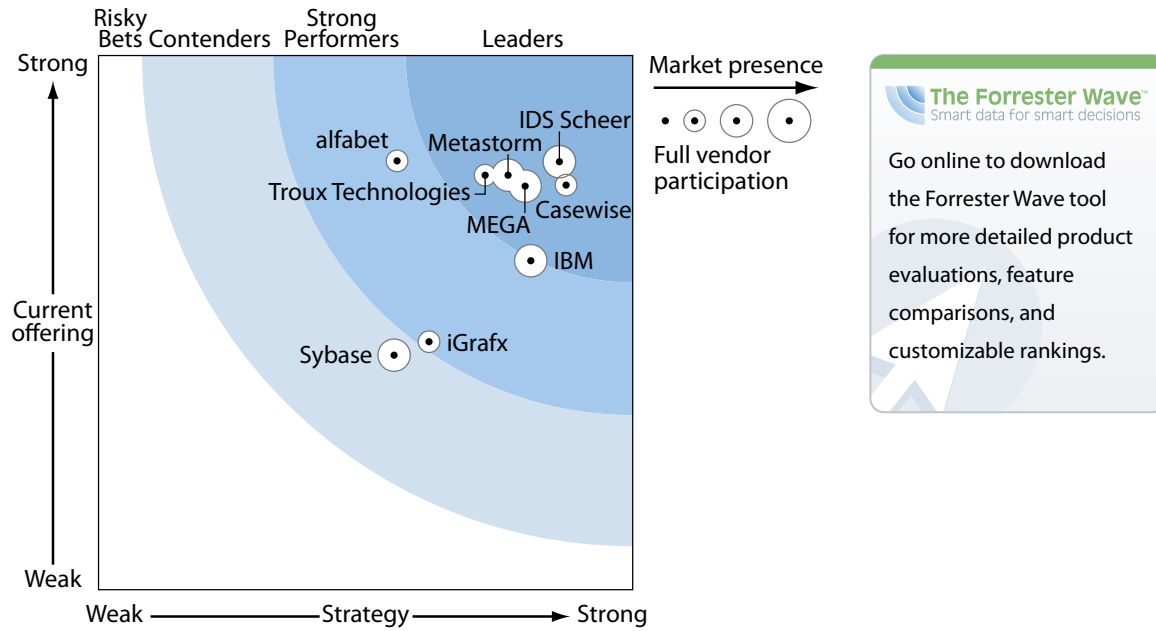 Risky
Bets
Contenders
Strong
Performers
Leaders
Strong
Current
offering
Weak
Weak
Strategy
Strong
alfabet
Troux Technologies
Metastorm
MEGA
IDS Scheer
Casewise
IBM
iGrafx
Sybase
Market presence
Full vendor
participation
The Forrester Wave™
Smart data for smart decisions
Go online to download
the Forrester Wave tool
for more detailed product
evaluations, feature
comparisons, and
customizable rankings.